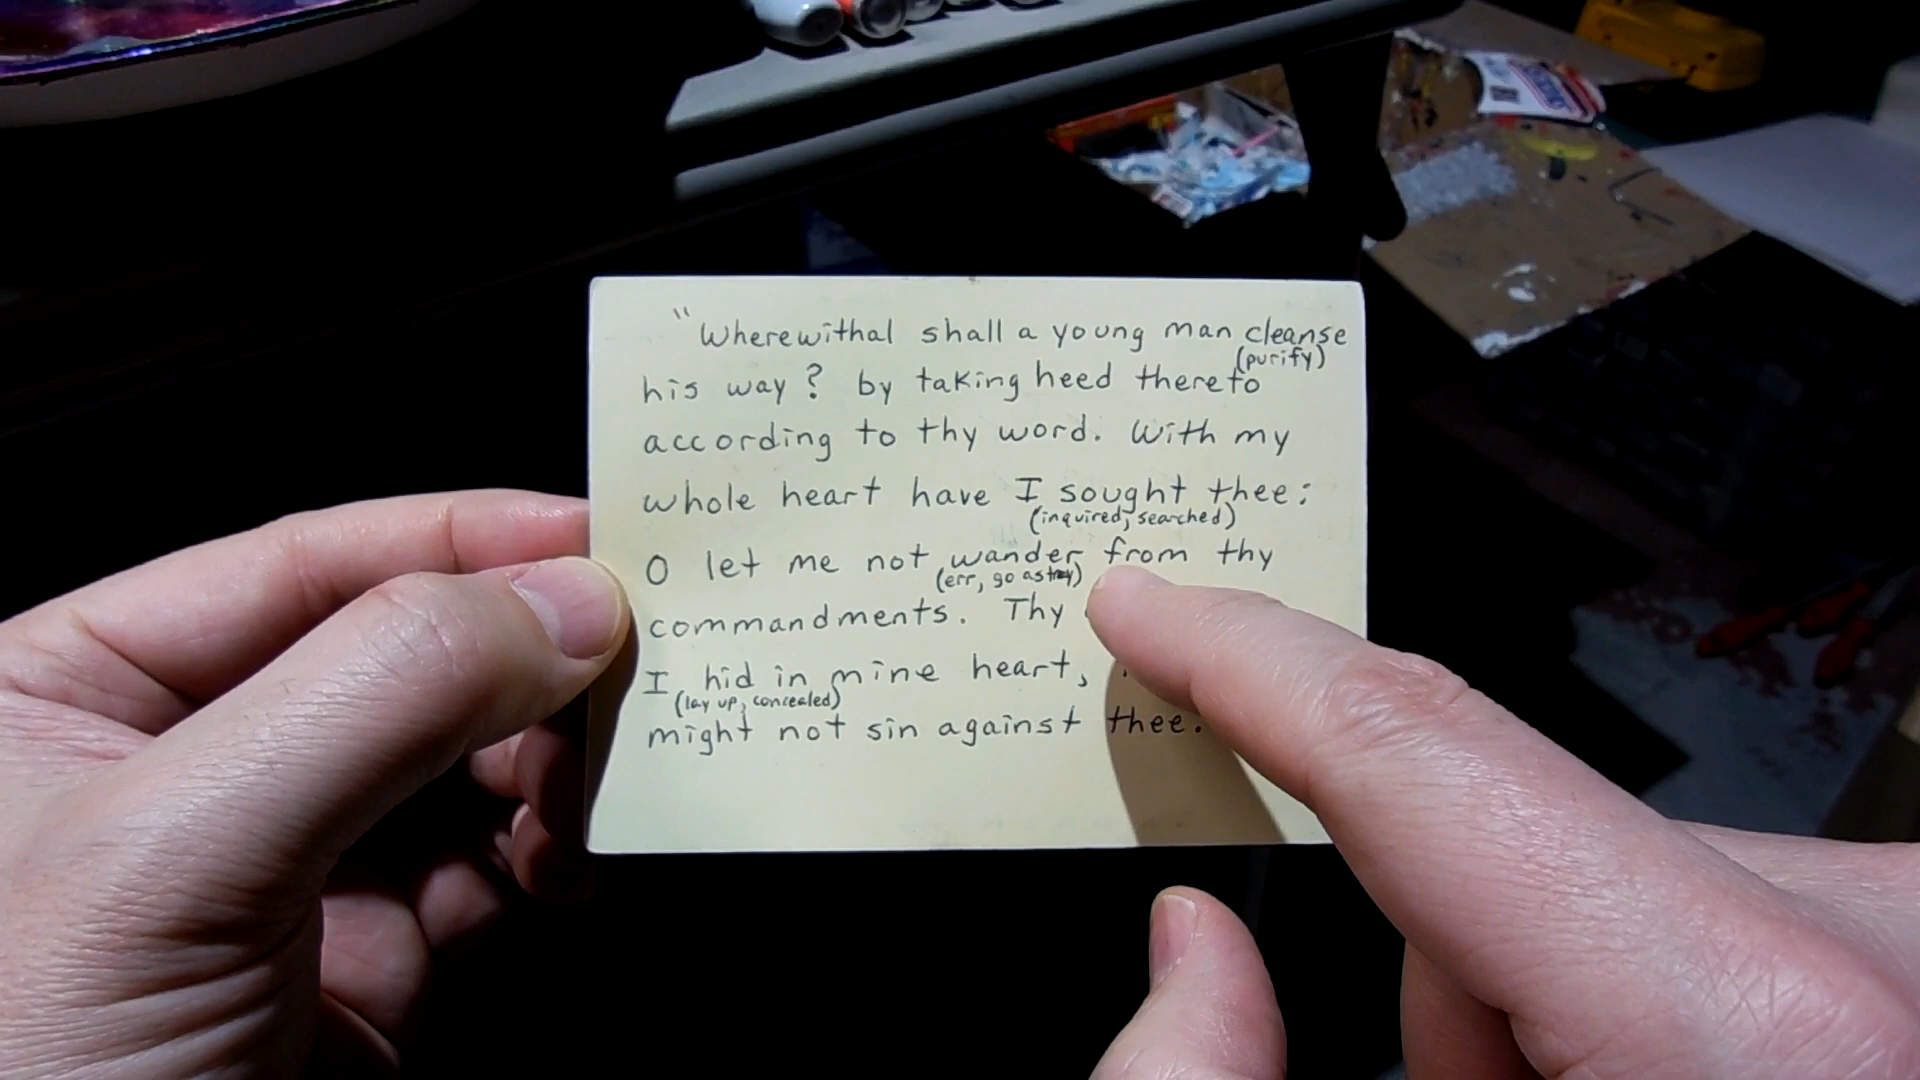 "Wherewithal shall a young man cleanse
(purify)
his way? by taking heed thereto
according to thy word. With my
whole heart have I sought thee:
(inquired, searched)
O let me not wander from thy
(err, go astray)
commandments. Thy
I hid in mine heart,
(lay up, concealed)
might not sin against thee.